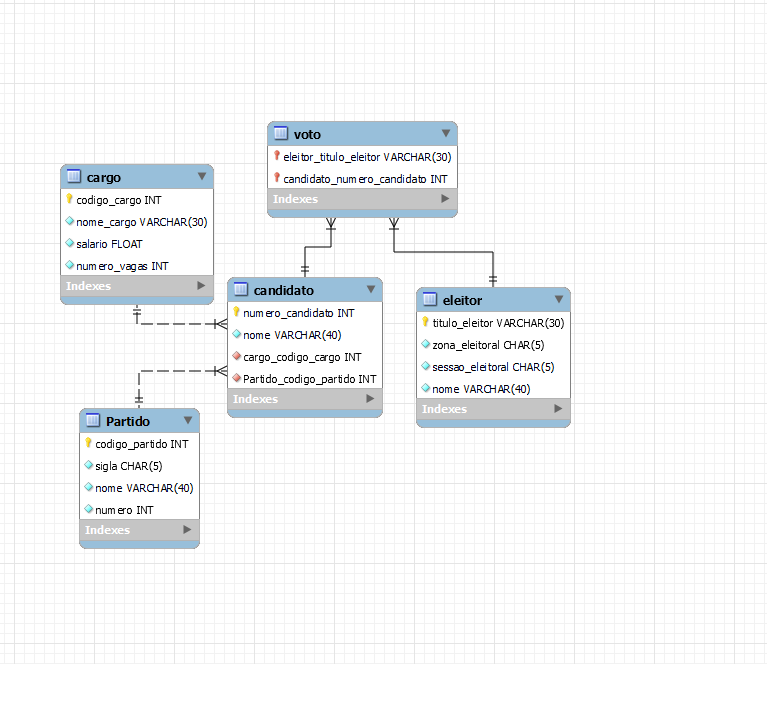 voto
eleitor_titulo_eleitor VARCHAR(30)
candidato_numero_candidato INT
Indexes
cargo
codigo_cargo INT
nome_cargo VARCHAR(30)
salario FLOAT
numero_vagas INT
Indexes
candidato
numero_candidato INT
nome VARCHAR(40)
cargo_codigo_cargo INT
Partido_codigo_partido INT
Indexes
eleitor
titulo_eleitor VARCHAR(30)
zona_eleitoral CHAR(5)
sessao_eleitoral CHAR(5)
nome VARCHAR(40)
Indexes
Partido
codigo_partido INT
sigla CHAR(5)
nome VARCHAR(40)
numero INT
Indexes